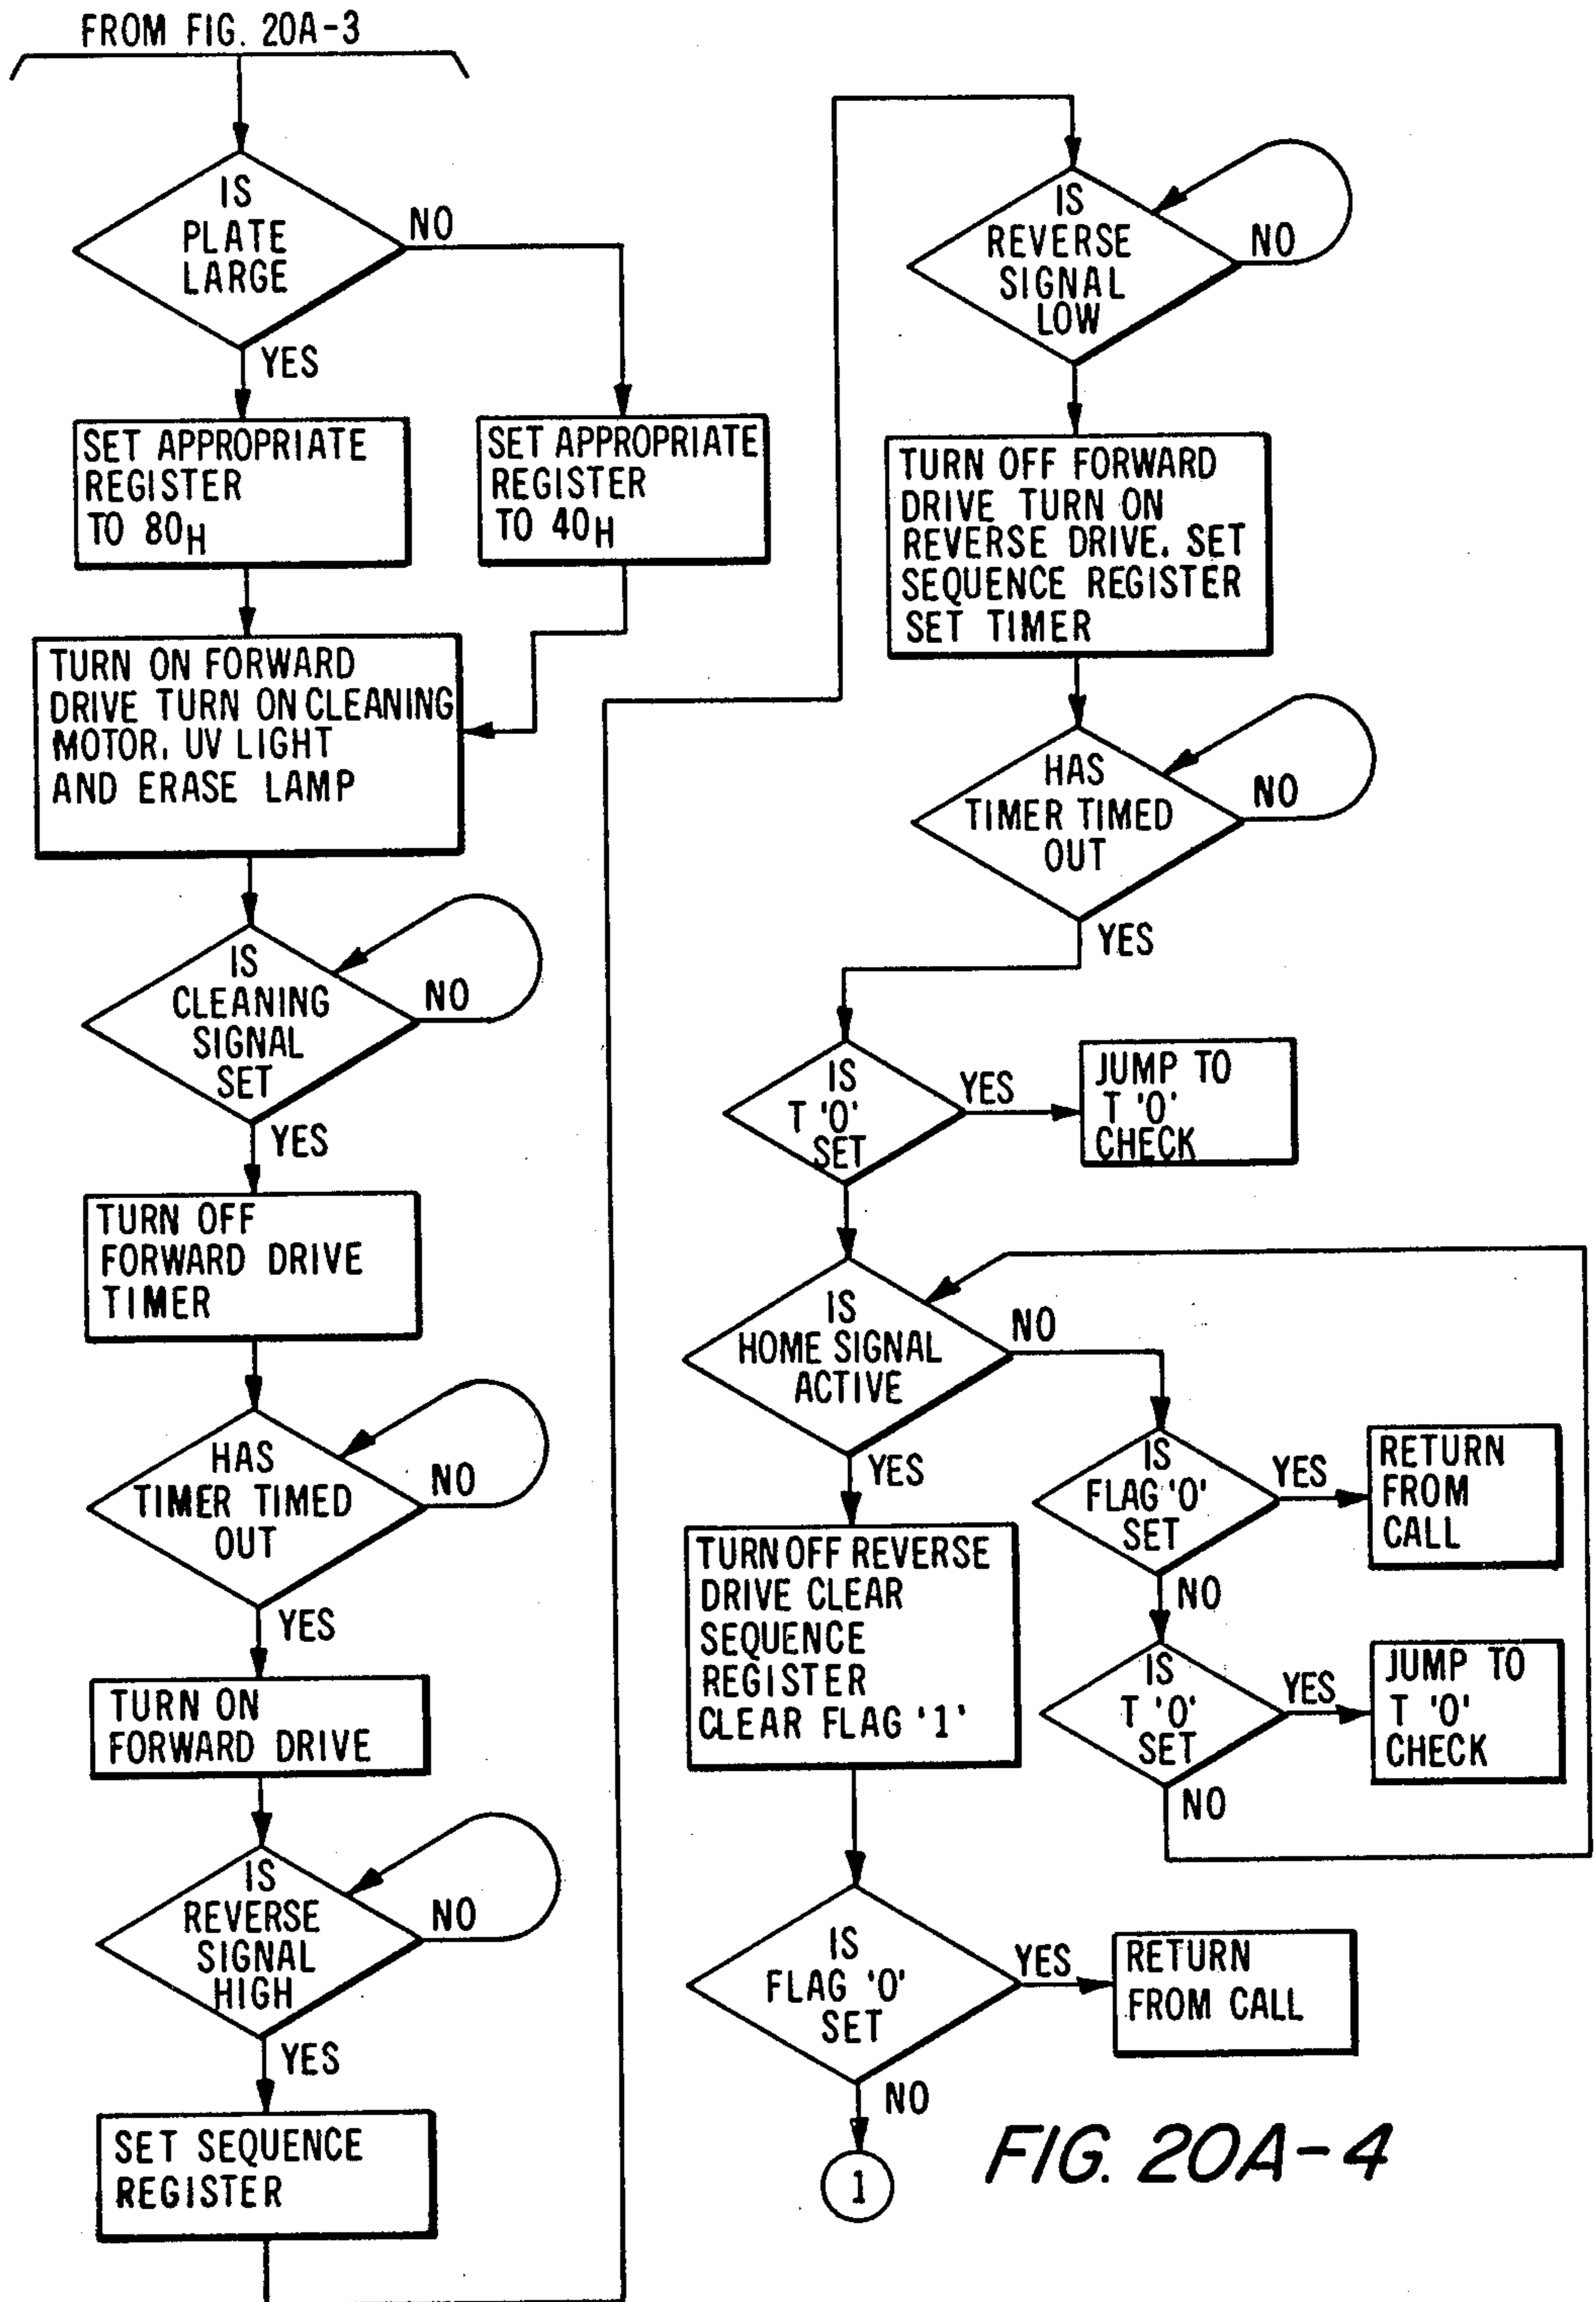 FROM FIG. 20A-3
IS
PLATE
LARGE
NO
YES
SET APPROPRIATE
REGISTER
TO 80H
SET APPROPRIATE
REGISTER
TO 40H
TURN ON FORWARD
DRIVE TURN ON CLEANING
MOTOR. UV LIGHT
AND ERASE LAMP
IS
CLEANING
SIGNAL
SET
NO
YES
TURN OFF
FORWARD DRIVE
TIMER
HAS
TIMER TIMED
OUT
NO
YES
TURN ON
FORWARD DRIVE
IS
REVERSE
SIGNAL
HIGH
NO
YES
SET SEQUENCE
REGISTER
IS
REVERSE
SIGNAL
LOW
NO
TURN OFF FORWARD
DRIVE TURN ON
REVERSE DRIVE. SET
SEQUENCE REGISTER
SET TIMER
HAS
TIMER TIMED
OUT
NO
YES
IS
T '0'
SET
YES
JUMP TO
T '0'
CHECK
IS
HOME SIGNAL
ACTIVE
NO
YES
IS
FLAG '0'
SET
YES
RETURN
FROM
CALL
NO
IS
T '0'
SET
YES
JUMP TO
T '0'
CHECK
NO
TURN OFF REVERSE
DRIVE CLEAR
SEQUENCE
REGISTER
CLEAR FLAG '1'
IS
FLAG '0'
SET
YES
RETURN
FROM CALL
NO
1
FIG. 20A-4